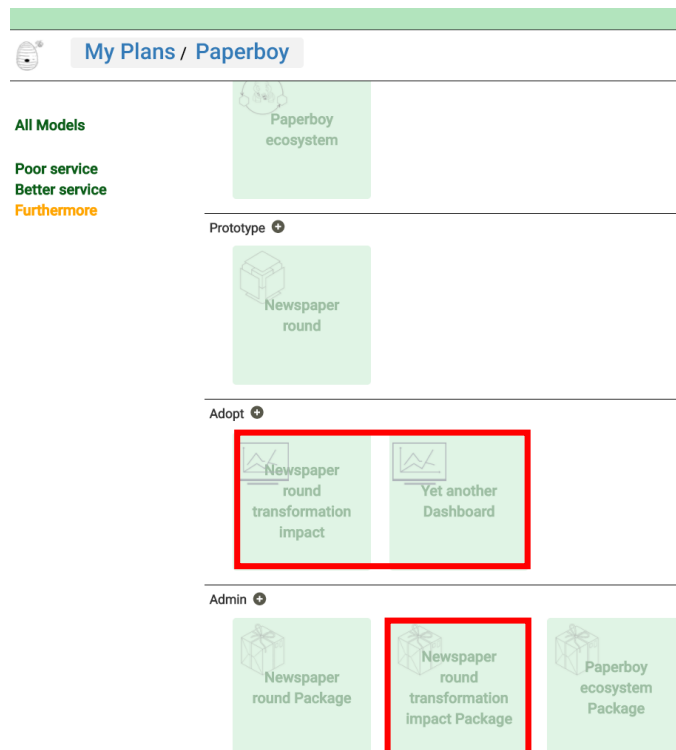 My Plans / Paperboy
All Models
Poor service
Better service
Furthermore
Paperboy
ecosystem
Prototype
Newspaper
round
Adopt
Newspaper
round
transformation
impact
Yet another
Dashboard
Admin
Newspaper
round Package
Newspaper
round
transformation
impact Package
Paperboy
ecosystem
Package